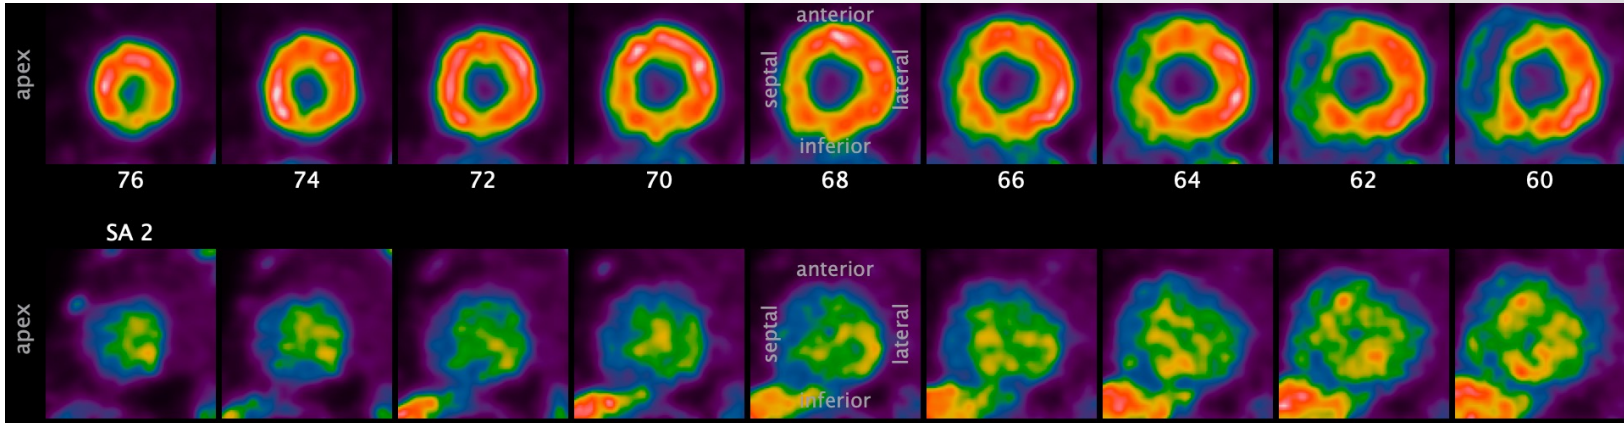 anterior
apex
septal
lateral
inferior
76 74 72 70 68 66 64 62 60
SA 2
anterior
apex
septal
lateral
inferior